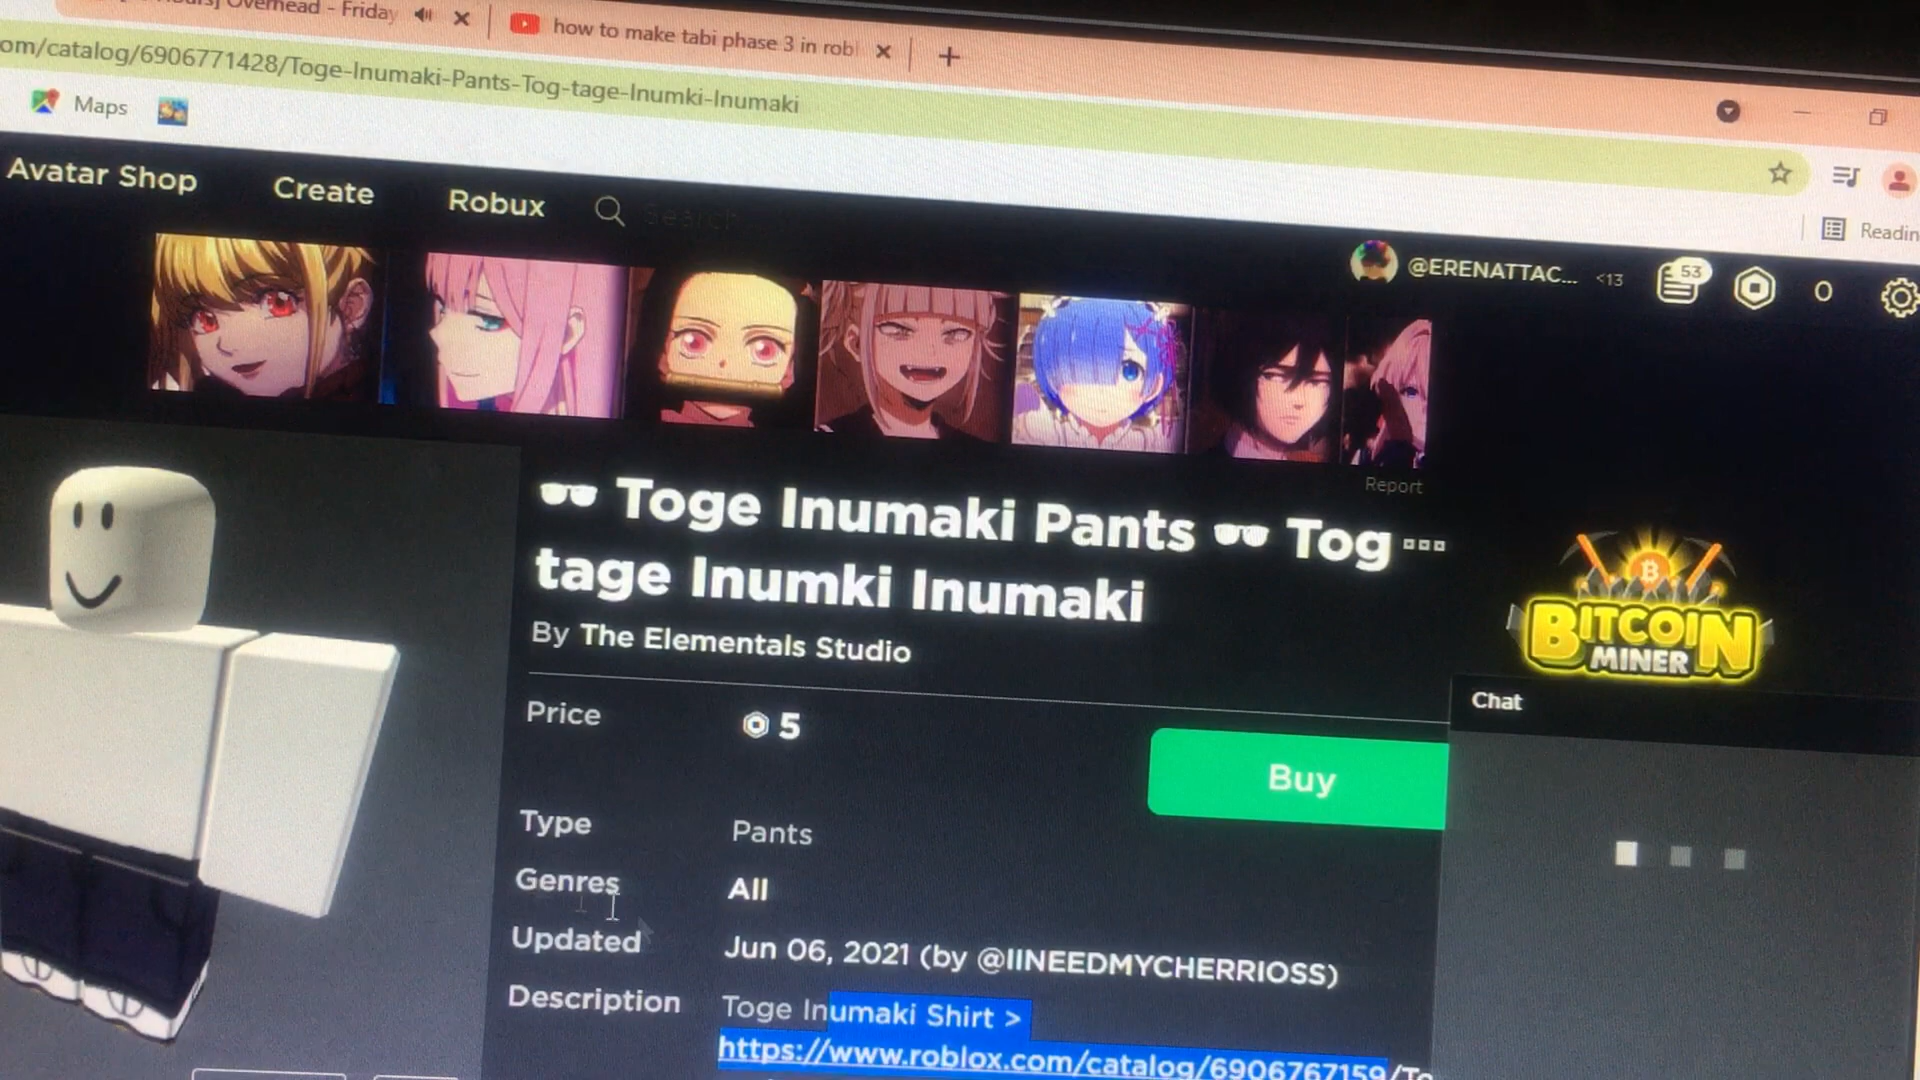 Overhead - Friday
how to make tabi phase 3 in robl
om/catalog/6906771428/Toge-Inumaki-Pants-Tog-tage-Inumki-Inumaki
Maps
Readin
Avatar Shop Create Robux Search
@ERENATTAC... <13 53 0
Report
🕶 Toge Inumaki Pants 🕶 Tog
tage Inumki Inumaki
By The Elementals Studio
BITCOIN
MINER
Chat
Price 5
Buy
Type Pants
Genres All
Updated Jun 06, 2021 (by @IINEEDMYCHERRIOSS)
Description Toge Inumaki Shirt >
https://www.roblox.com/catalog/6906767159/To